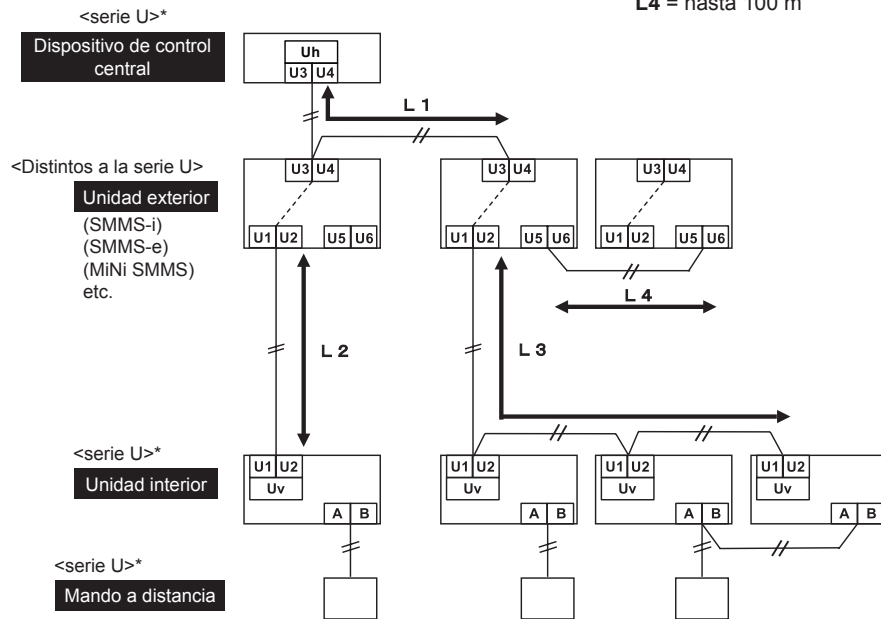 L4 = hasta 100 m
<serie U>*
Dispositivo de control
central
Uh
U3 U4
L 1
<Distintos a la serie U>
U3 U4
U3 U4
U3 U4
Unidad exterior
(SMMS-i)
(SMMS-e)
(MiNi SMMS)
etc.
U1 U2
U5 U6
U1 U2
U5 U6
U1 U2
U5 U6
L 4
L 2
L 3
<serie U>*
Unidad interior
U1 U2
Uv
A B
U1 U2
Uv
A B
U1 U2
Uv
A B
U1 U2
Uv
A B
<serie U>*
Mando a distancia